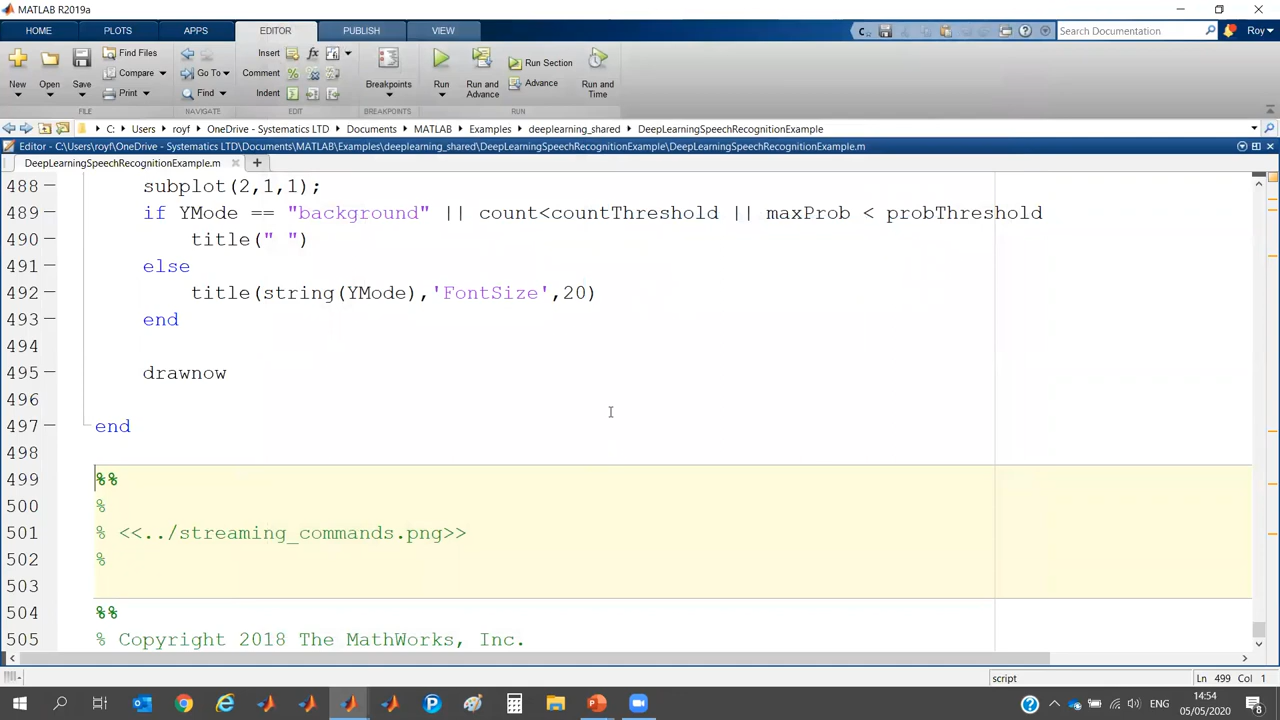 MATLAB R2019a
HOME PLOTS APPS EDITOR PUBLISH VIEW Search Documentation Roy
New Open Save Find Files Compare Print Go To Find Insert Comment Indent fx Breakpoints Run Run and Advance Run Section Advance Run and Time
FILE NAVIGATE EDIT BREAKPOINTS RUN
C: Users royf OneDrive - Systematics LTD Documents MATLAB Examples deeplearning_shared DeepLearningSpeechRecognitionExample
Editor - C:\Users\royf\OneDrive - Systematics LTD\Documents\MATLAB\Examples\deeplearning_shared\DeepLearningSpeechRecognitionExample\DeepLearningSpeechRecognitionExample.m
DeepLearningSpeechRecognitionExample.m
488 subplot(2,1,1);
489 if YMode == "background" || count<countThreshold || maxProb < probThreshold
490 title(" ")
491 else
492 title(string(YMode),'FontSize',20)
493 end
494
495 drawnow
496
497 end
498
499 %%
500 %
501 % <<../streaming_commands.png>>
502 %
503
504 %%
505 % Copyright 2018 The MathWorks, Inc.
script Ln 499 Col 1
ENG 14:54 05/05/2020 8